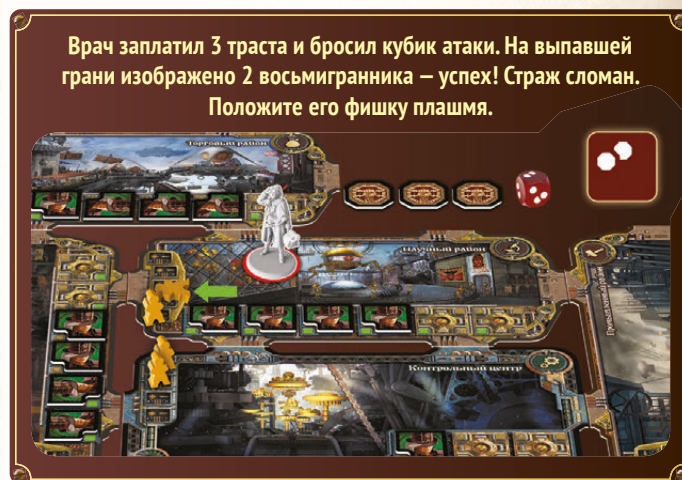 Врач заплатил 3 траста и бросил кубик атаки. На выпавшей
грани изображено 2 восьмигранника — успех! Страж сломан.
Положите его фишку плашмя.
Торговый район
Научный район
Контрольный центр